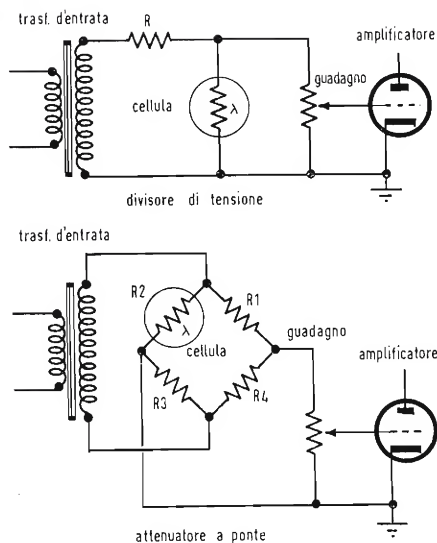 trasf. d'entrata
R
amplificatore
guadagno
cellula
λ
divisore di tensione
trasf. d'entrata
R2
R1
λ
cellula
guadagno
amplificatore
R3
R4
attenuatore a ponte